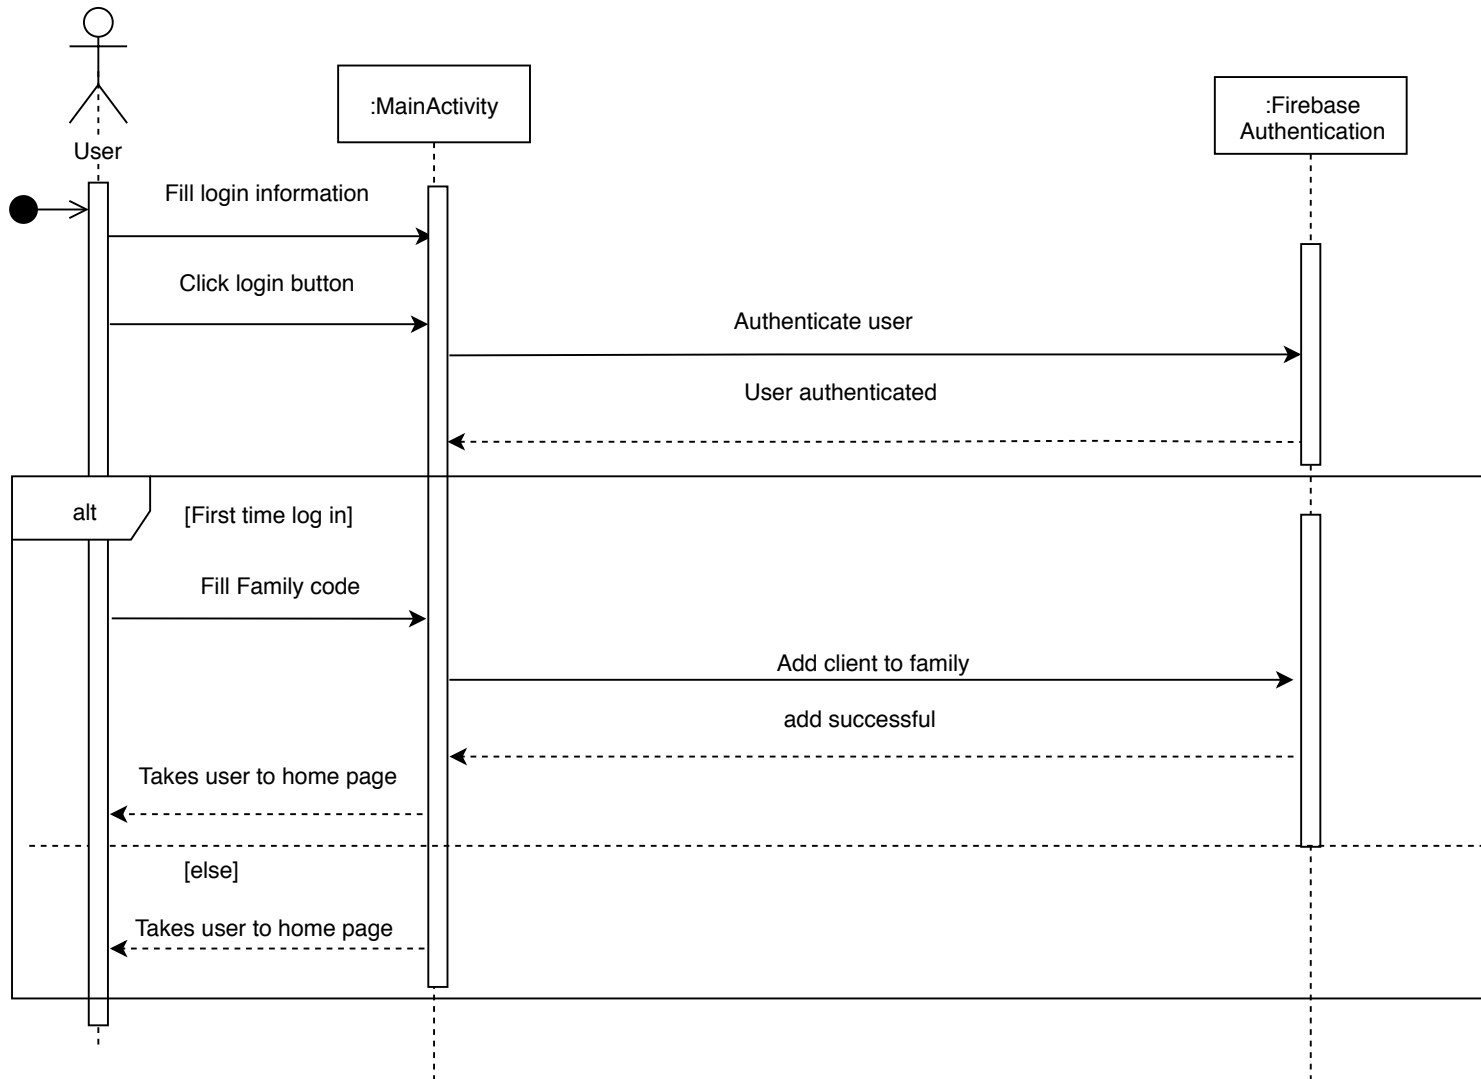 User
:MainActivity
:Firebase
Authentication
Fill login information
Click login button
Authenticate user
User authenticated
alt
[First time log in]
Fill Family code
Add client to family
add successful
Takes user to home page
[else]
Takes user to home page